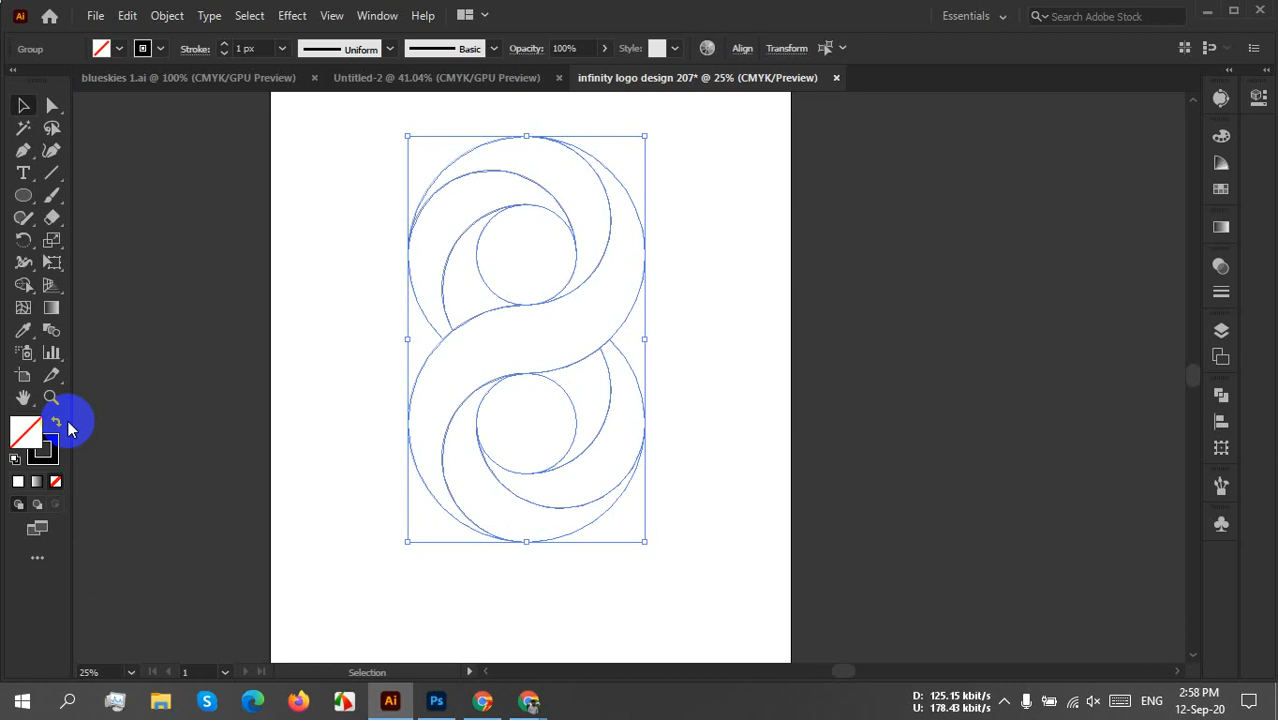 Ai File Edit Object Type Select Effect View Window Help Essentials Search Adobe Stock
Group Stroke: 1 px Uniform Basic Opacity: 100% Style: Align Transform
blueskies 1.ai @ 100% (CMYK/GPU Preview) Untitled-2 @ 41.04% (CMYK/GPU Preview) infinity logo design 207* @ 25% (CMYK/Preview)
25% 1 Selection
Ai Ps D: 125.15 kbit/s U: 178.43 kbit/s ENG 2:58 PM 12-Sep-20